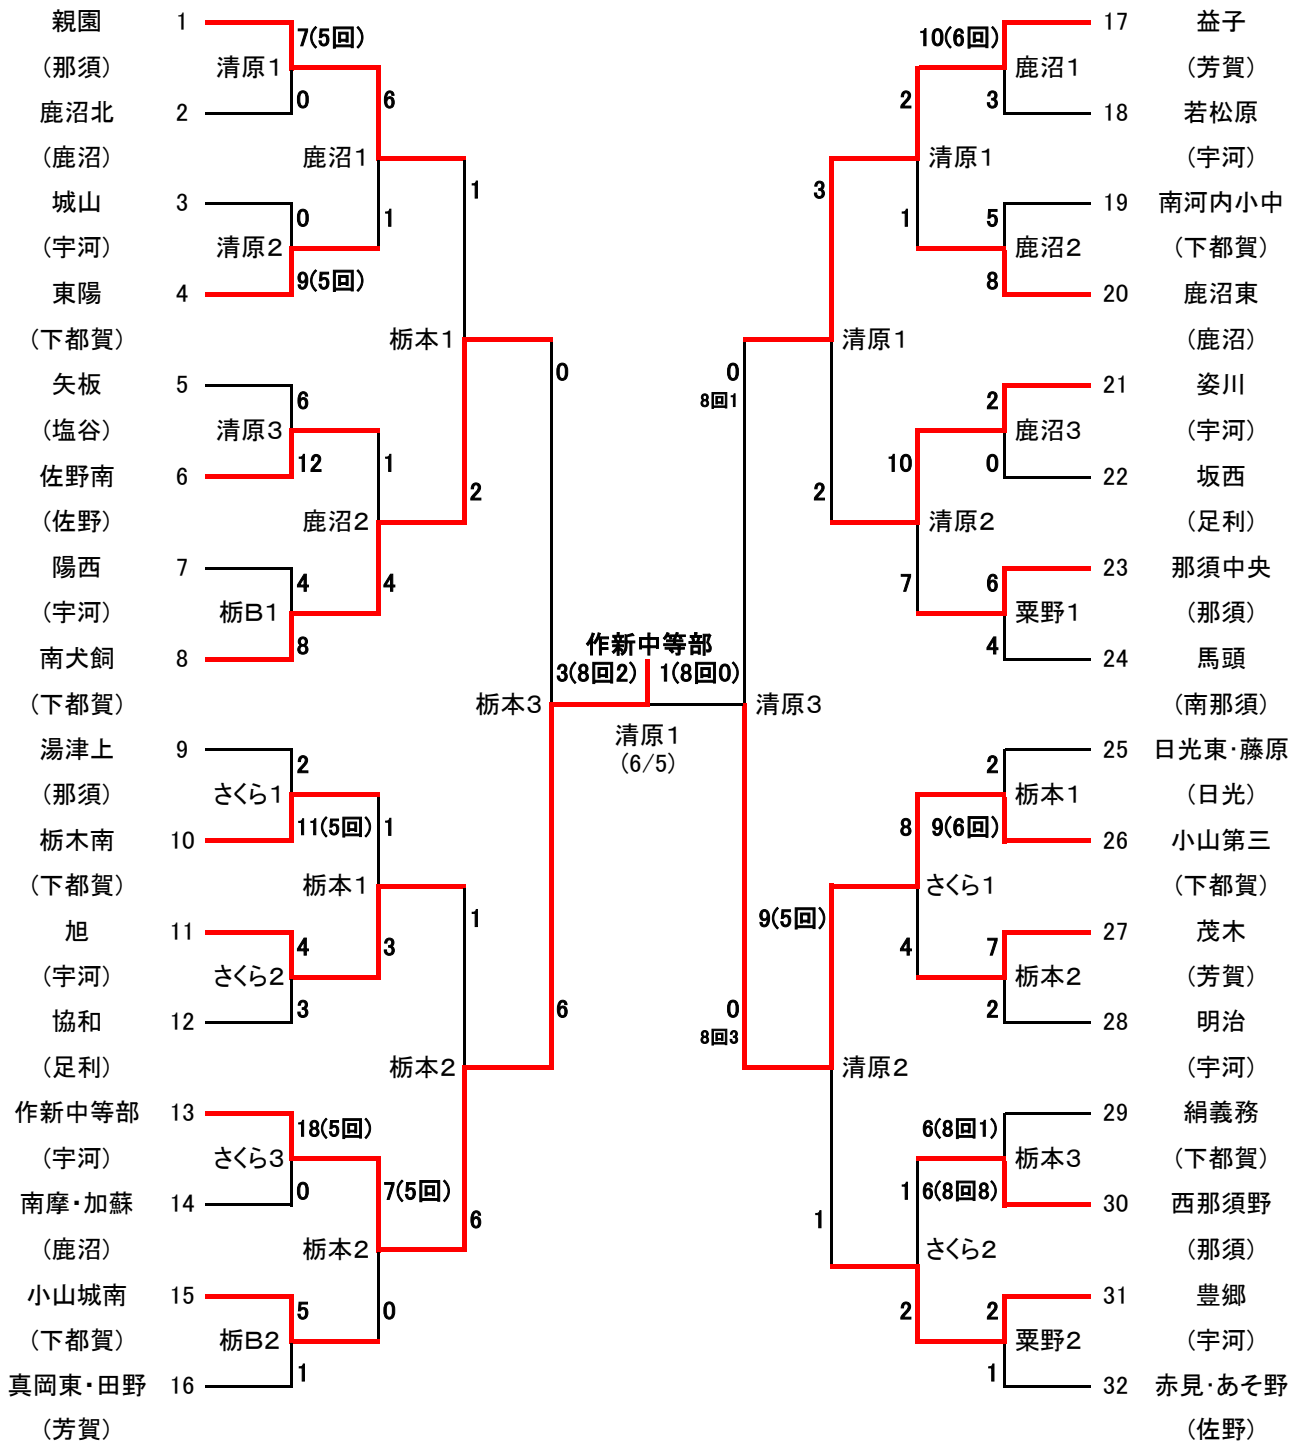 親園 1 7(5回) 10(6回) 17 益子
(那須) 清原1 鹿沼1 (芳賀)
鹿沼北 2 0 6 2 3 18 若松原
(鹿沼) 鹿沼1 清原1 (宇河)
城山 3 0 1 1 3 1 5 19 南河内小中
(宇河) 清原2 鹿沼2 (下都賀)
東陽 4 9(5回) 8 20 鹿沼東
(下都賀) 栃本1 清原1 (鹿沼)
矢板 5 6 0 0 2 21 姿川
8回1
(塩谷) 清原3 鹿沼3 (宇河)
佐野南 6 12 1 2 2 10 0 22 坂西
(佐野) 鹿沼2 清原2 (足利)
陽西 7 4 4 7 6 23 那須中央
(宇河) 栃B1 粟野1 (那須)
南犬飼 8 8 作新中等部 4 24 馬頭
3(8回2) 1(8回0)
(下都賀) 栃本3 清原3 (南那須)
清原1
(6/5)
湯津上 9 2 2 25 日光東・藤原
(那須) さくら1 栃本1 (日光)
栃木南 10 11(5回) 1 8 9(6回) 26 小山第三
(下都賀) 栃本1 さくら1 (下都賀)
旭 11 4 3 1 9(5回) 4 7 27 茂木
(宇河) さくら2 栃本2 (芳賀)
協和 12 3 6 0 2 28 明治
8回3
(足利) 栃本2 清原2 (宇河)
作新中等部 13 18(5回) 6(8回1) 29 絹義務
(宇河) さくら3 栃本3 (下都賀)
南摩・加蘇 14 0 7(5回) 6 1 1 6(8回8) 30 西那須野
(鹿沼) 栃本2 さくら2 (那須)
小山城南 15 5 0 2 2 31 豊郷
(下都賀) 栃B2 粟野2 (宇河)
真岡東・田野 16 1 1 32 赤見・あそ野
(芳賀) (佐野)